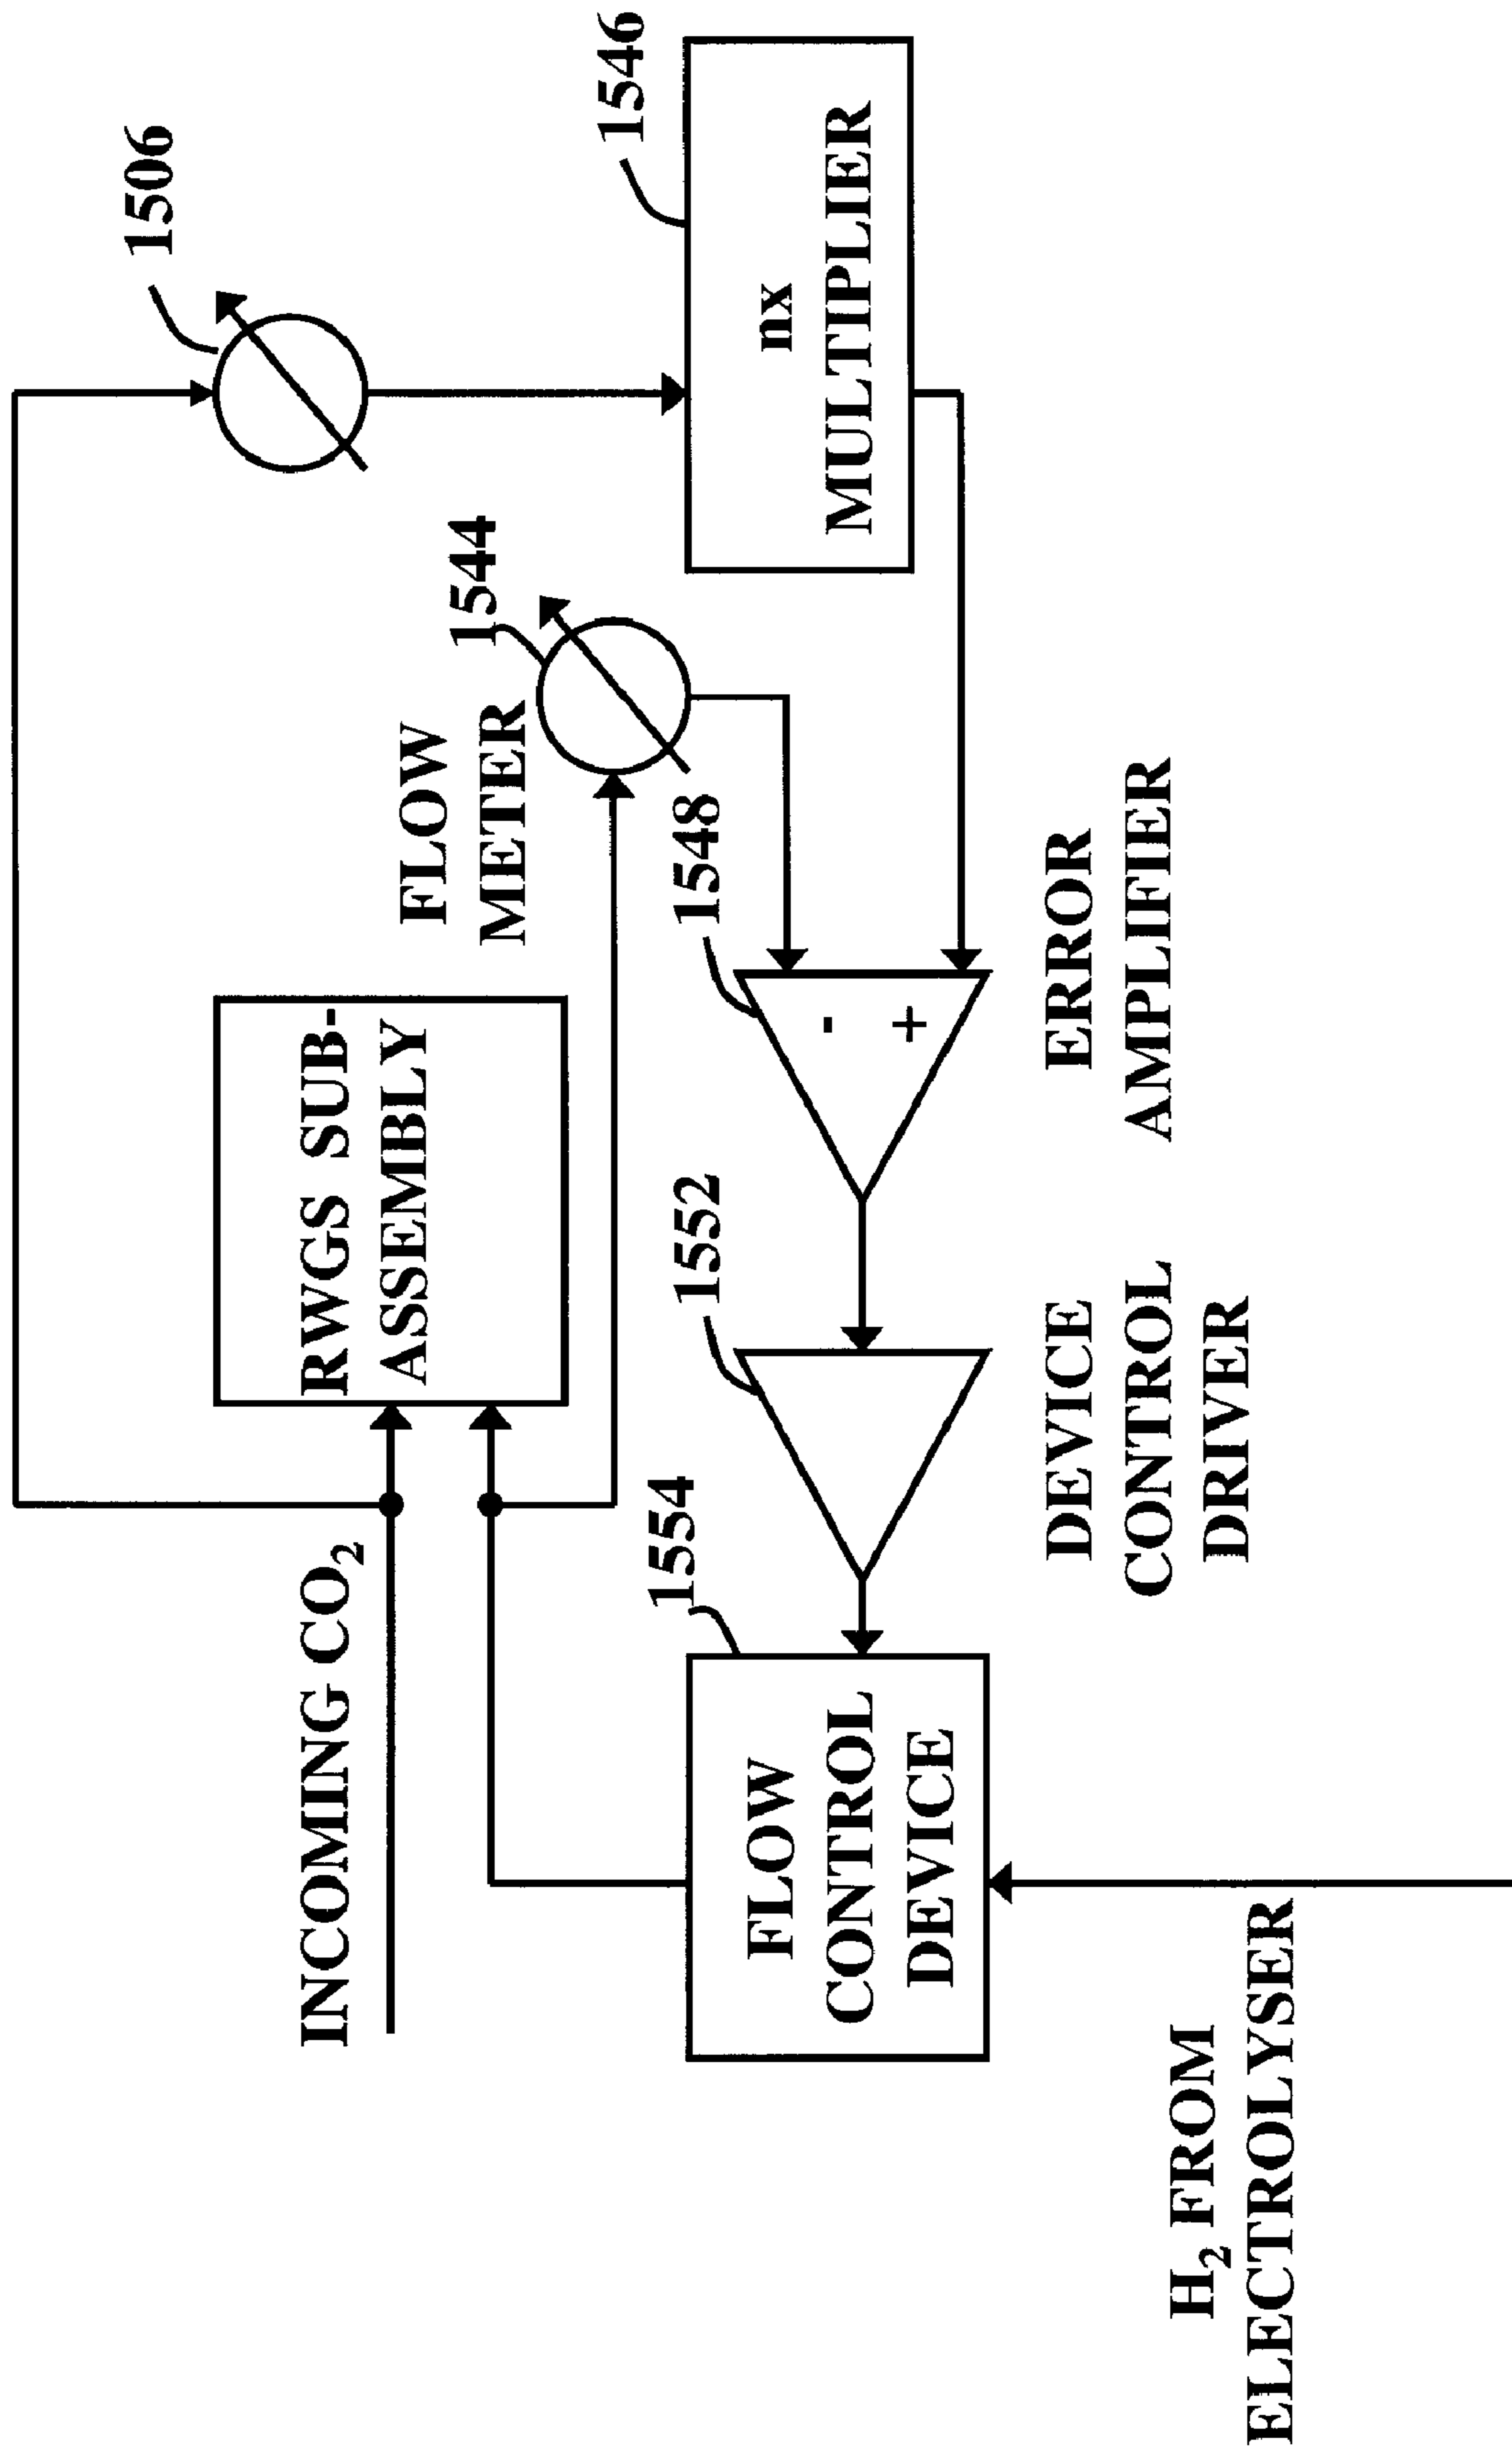 1506
1546
INCOMING CO₂
RWGS SUB-
ASSEMBLY
FLOW
METER
1544
nx
MULTIPLIER
1554
1552
1548
FLOW
CONTROL
DEVICE
DEVICE
CONTROL
DRIVER
ERROR
AMPLIFIER
-
+
H₂ FROM
ELECTROLYSER